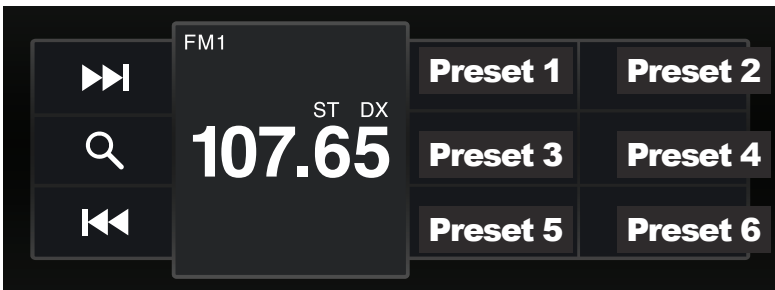 FM1
ST DX
107.65
Preset 1
Preset 2
Preset 3
Preset 4
Preset 5
Preset 6